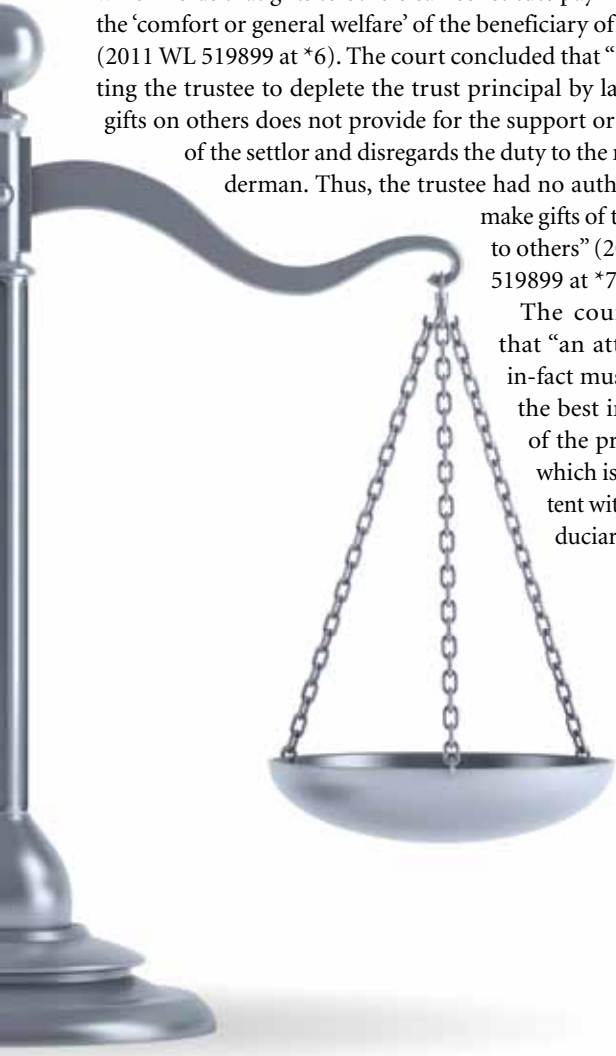 the ‘comfort or general welfare’ of the beneficiary of
(2011 WL 519899 at *6). The court concluded that “
ting the trustee to deplete the trust principal by la
gifts on others does not provide for the support or
of the settlor and disregards the duty to the r
derman. Thus, the trustee had no auth
make gifts of t
to others” (2
519899 at *7
The cou
that “an att
in-fact mus
the best in
of the pr
which is
tent wit
duciar